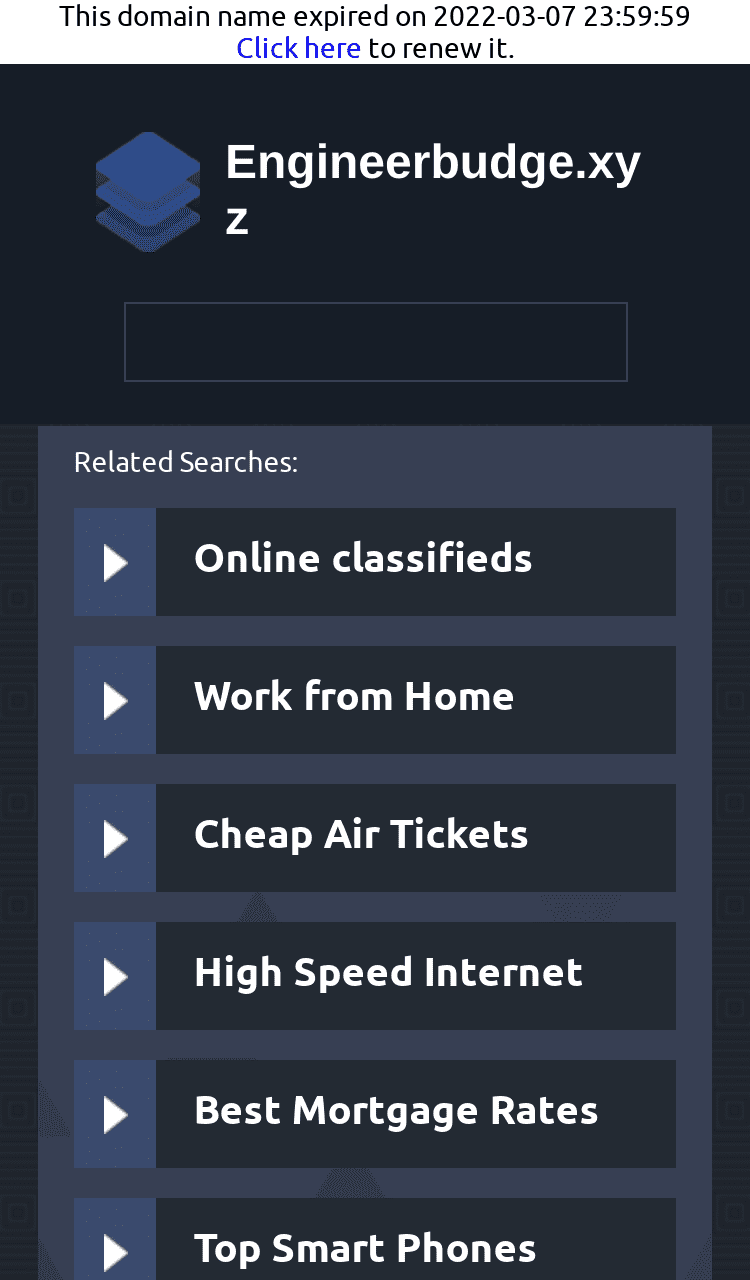 This domain name expired on 2022-03-07 23:59:59
Click here to renew it.
Engineerbudge.xy
z
Related Searches:
Online classifieds
Work from Home
Cheap Air Tickets
High Speed Internet
Best Mortgage Rates
Top Smart Phones